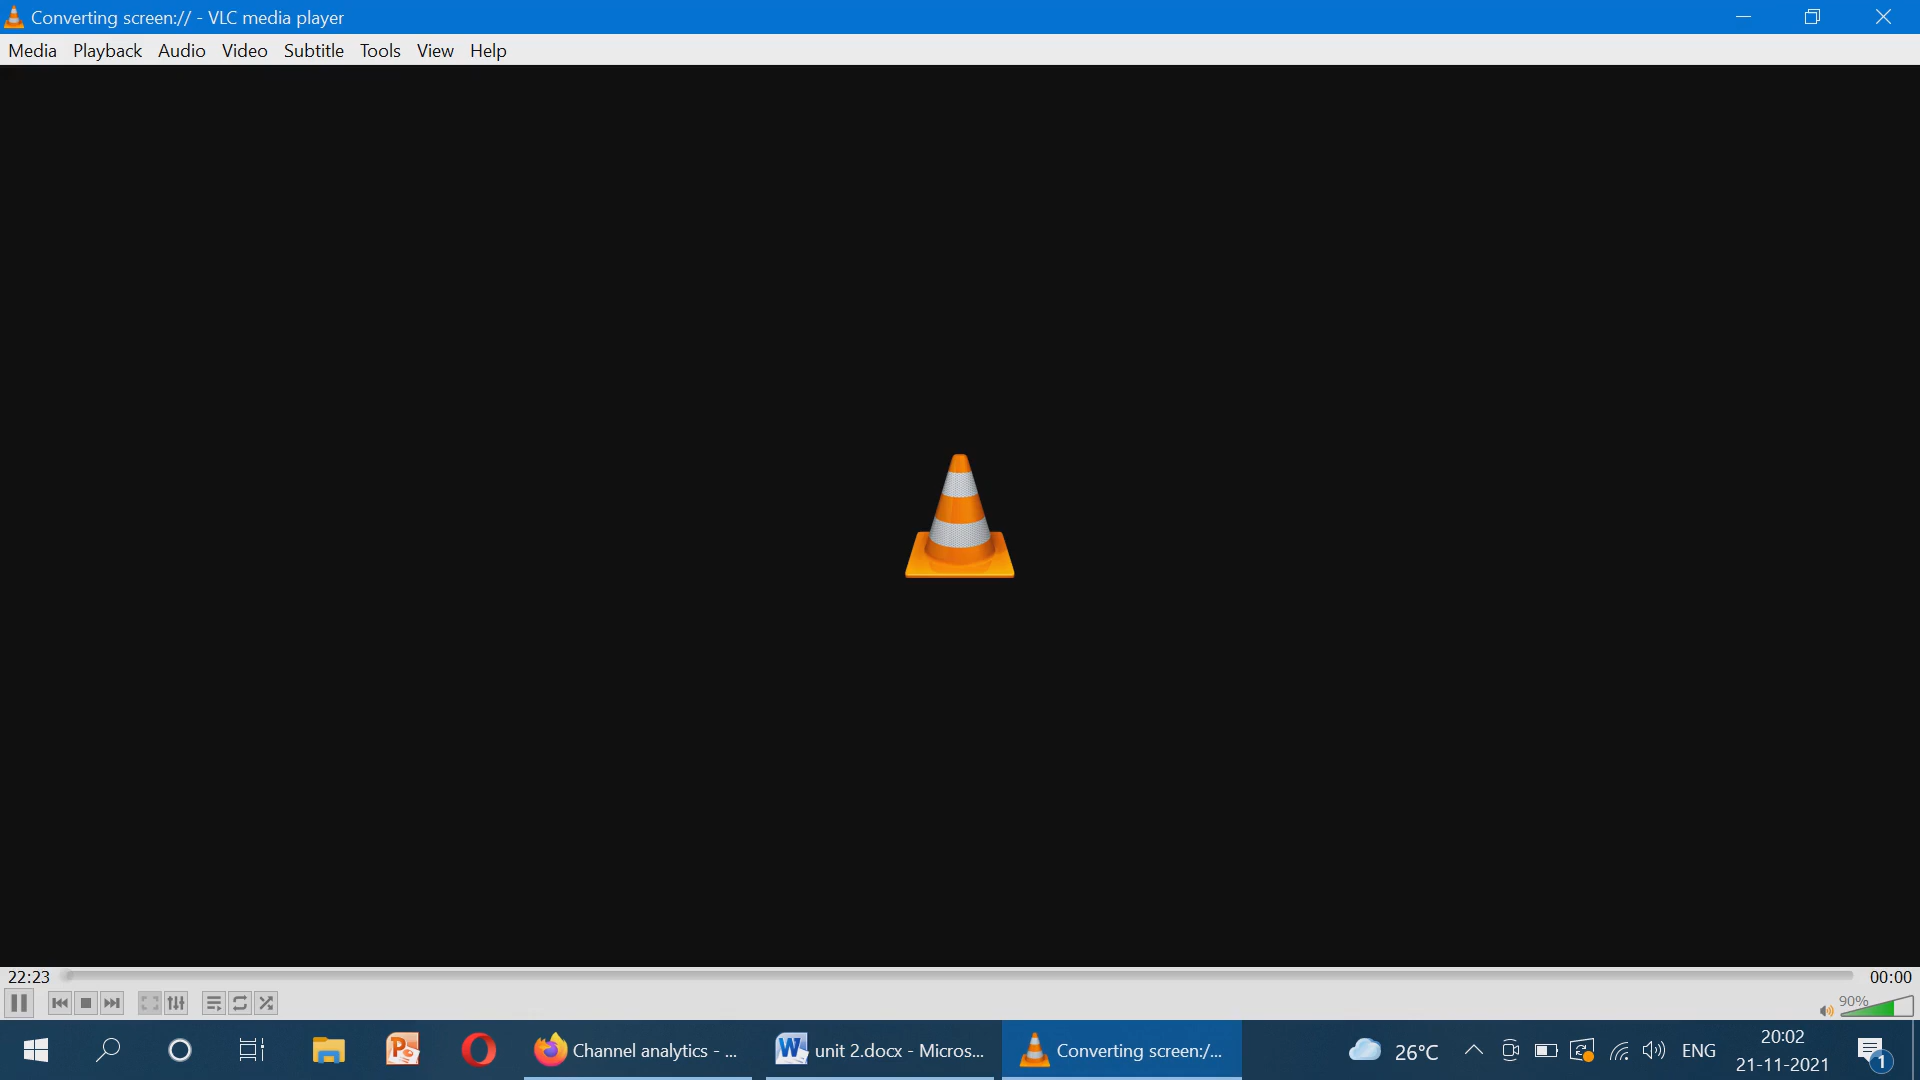 Converting screen:// - VLC media player
Media Playback Audio Video Subtitle Tools View Help
22:23 00:00
90%
Channel analytics - ... unit 2.docx - Micros... Converting screen:/... 26°C ENG 20:02
21-11-2021
1